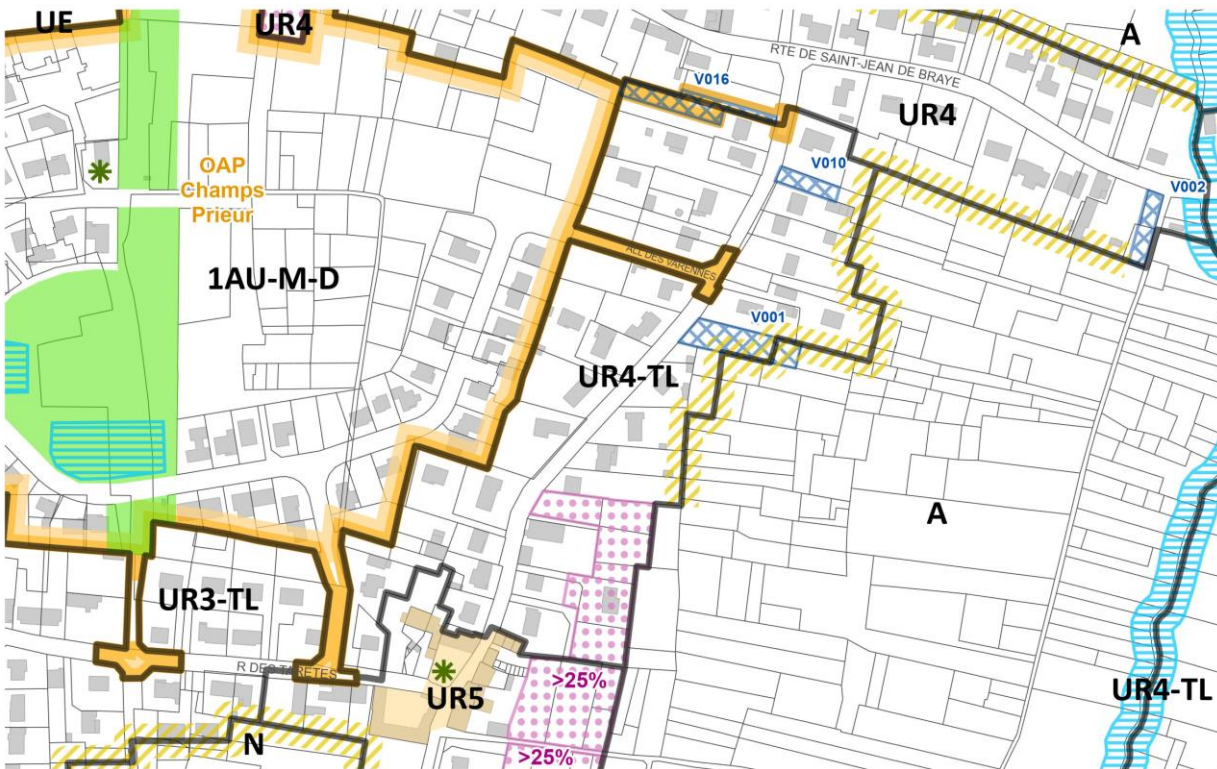 UE
UR4
A
RTE DE SAINT-JEAN DE BRAYE
V016
UR4
OAP
Champs
Prieur
V010
V002
1AU-M-D
ALL DES VARENNES
V001
UR4-TL
A
UR3-TL
R DES TARETES
UR5
>25%
UR4-TL
N
>25%